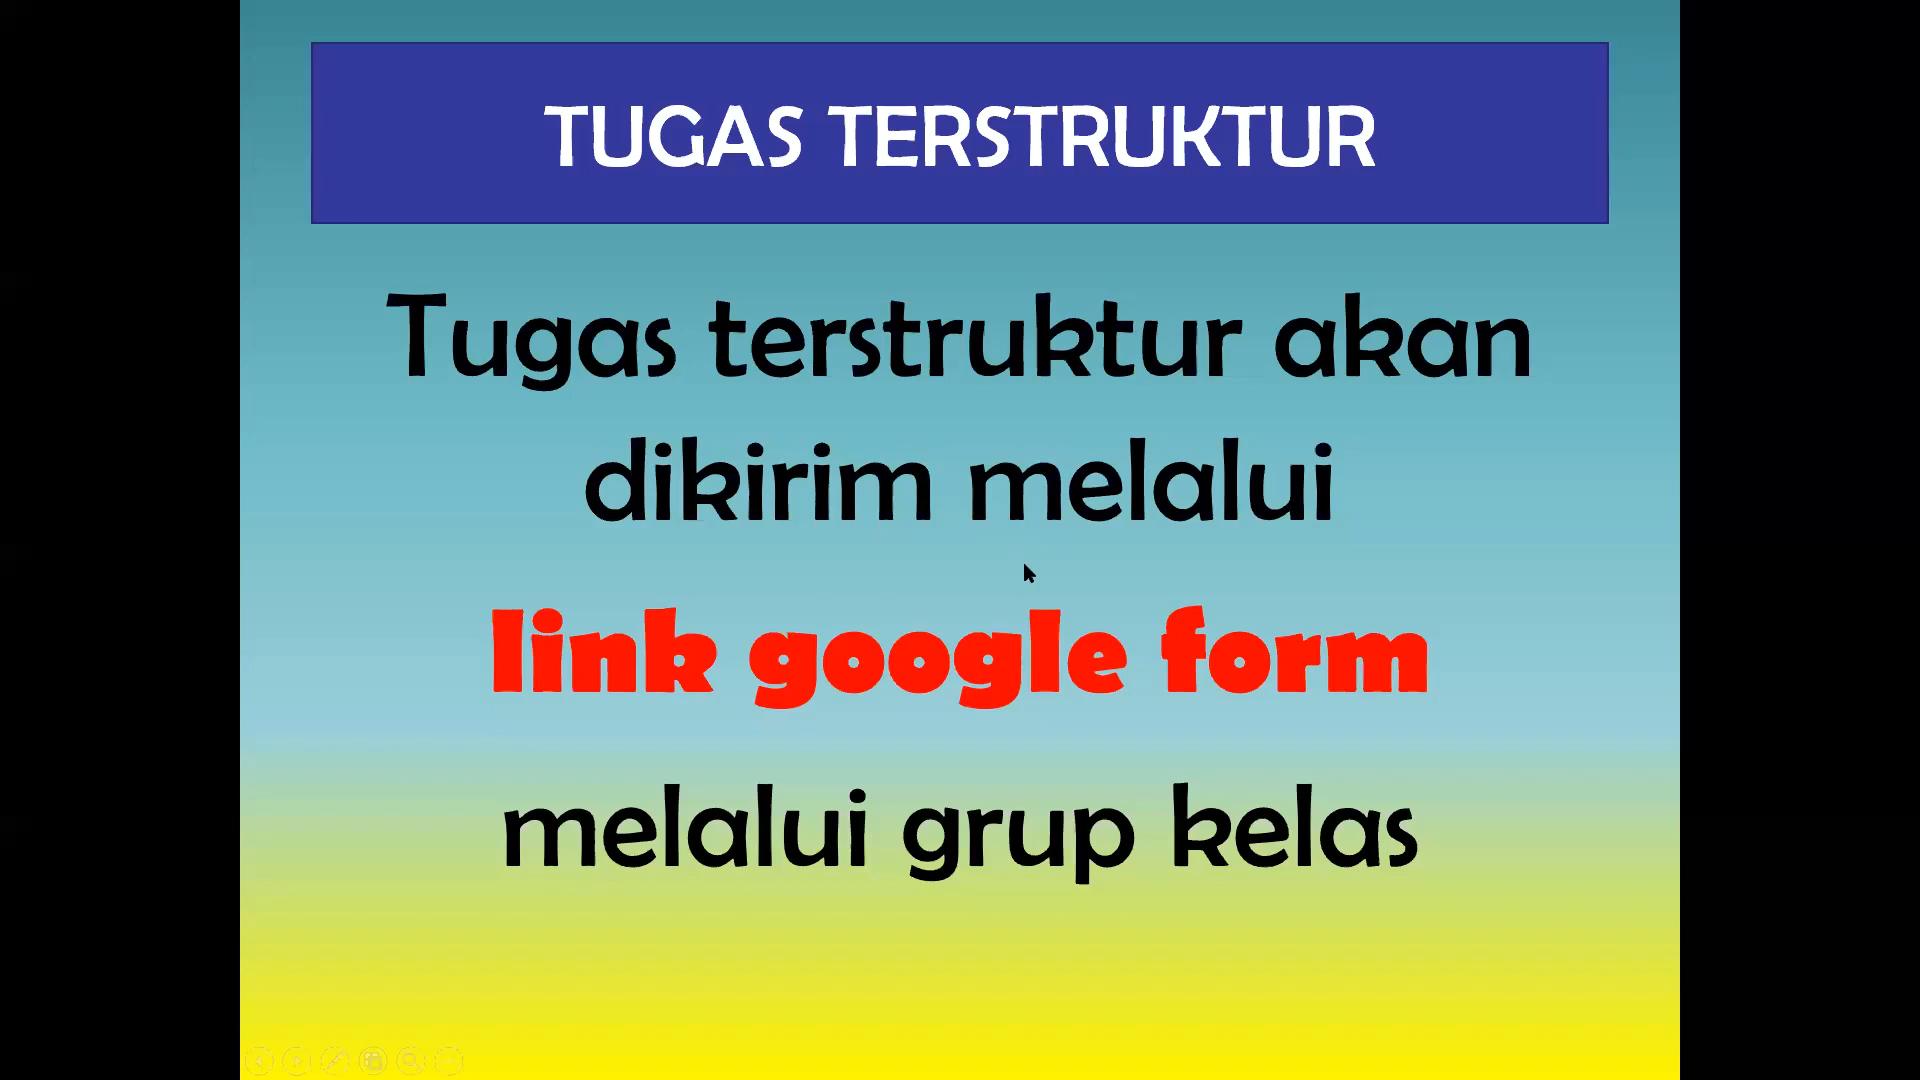 TUGAS TERSTRUKTUR
Tugas terstruktur akan
dikirim melalui
link google form
melalui grup kelas